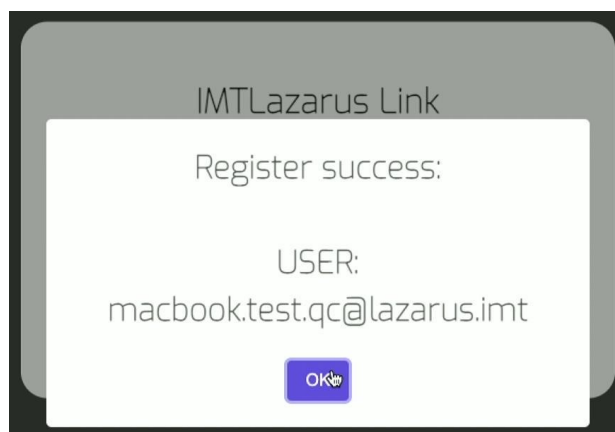 IMTLazarus Link
Register success:
USER:
macbook.test.qc@lazarus.imt
OK